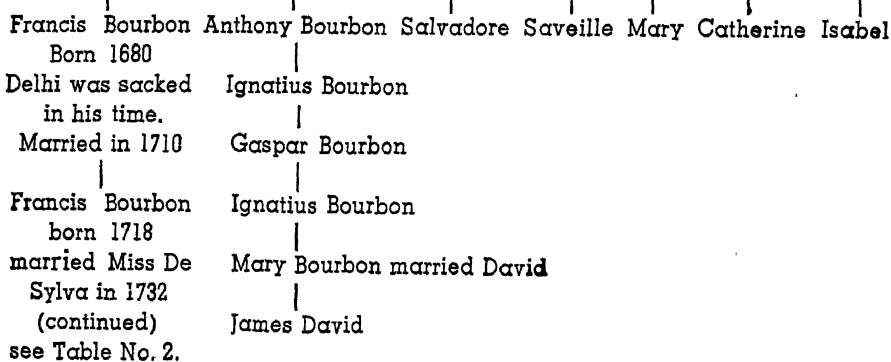 Francis Bourbon Anthony Bourbon Salvadore Saveille Mary Catherine Isabel
Born 1680
Delhi was sacked Ignatius Bourbon
in his time.
Married in 1710 Gaspar Bourbon
Francis Bourbon Ignatius Bourbon
born 1718
married Miss De Mary Bourbon married David
Sylva in 1732
(continued) James David
see Table No. 2.